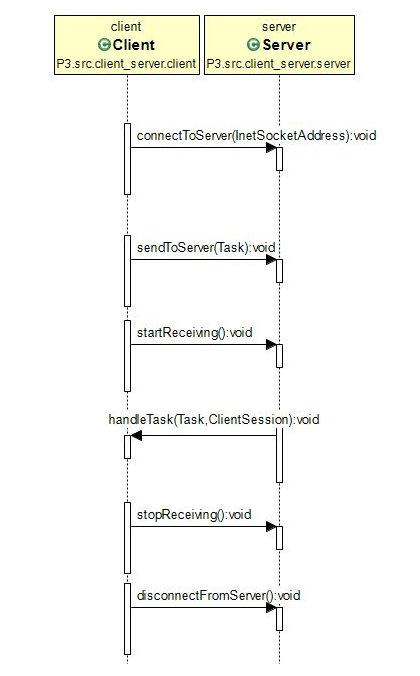 client
Client
P3.src.client_server.client
server
Server
P3.src.client_server.server
connectToServer(InetSocketAddress):void
sendToServer(Task):void
startReceiving():void
handleTask(Task,ClientSession):void
stopReceiving():void
disconnectFromServer():void